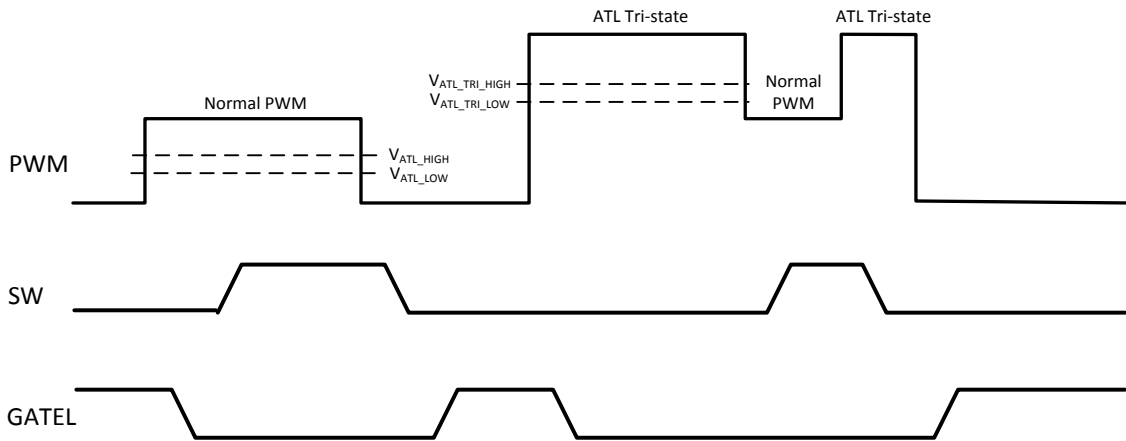 ATL Tri-state
ATL Tri-state
V_ATL_TRI_HIGH
V_ATL_TRI_LOW
Normal
PWM
Normal PWM
PWM
V_ATL_HIGH
V_ATL_LOW
SW
GATEL